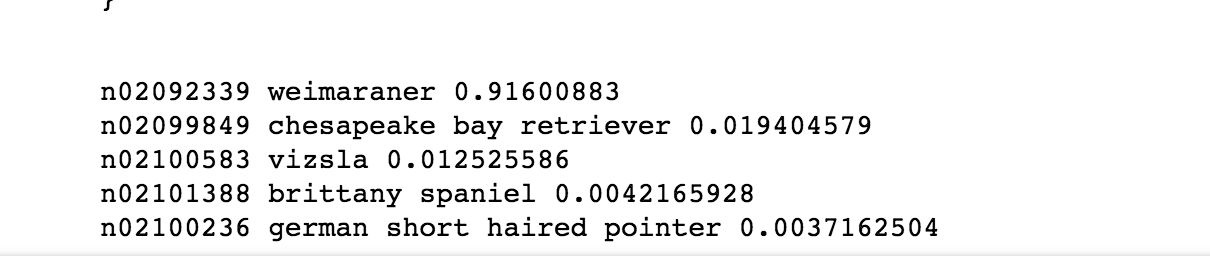 }
n02092339 weimaraner 0.91600883
n02099849 chesapeake bay retriever 0.019404579
n02100583 vizsla 0.012525586
n02101388 brittany spaniel 0.0042165928
n02100236 german short haired pointer 0.0037162504